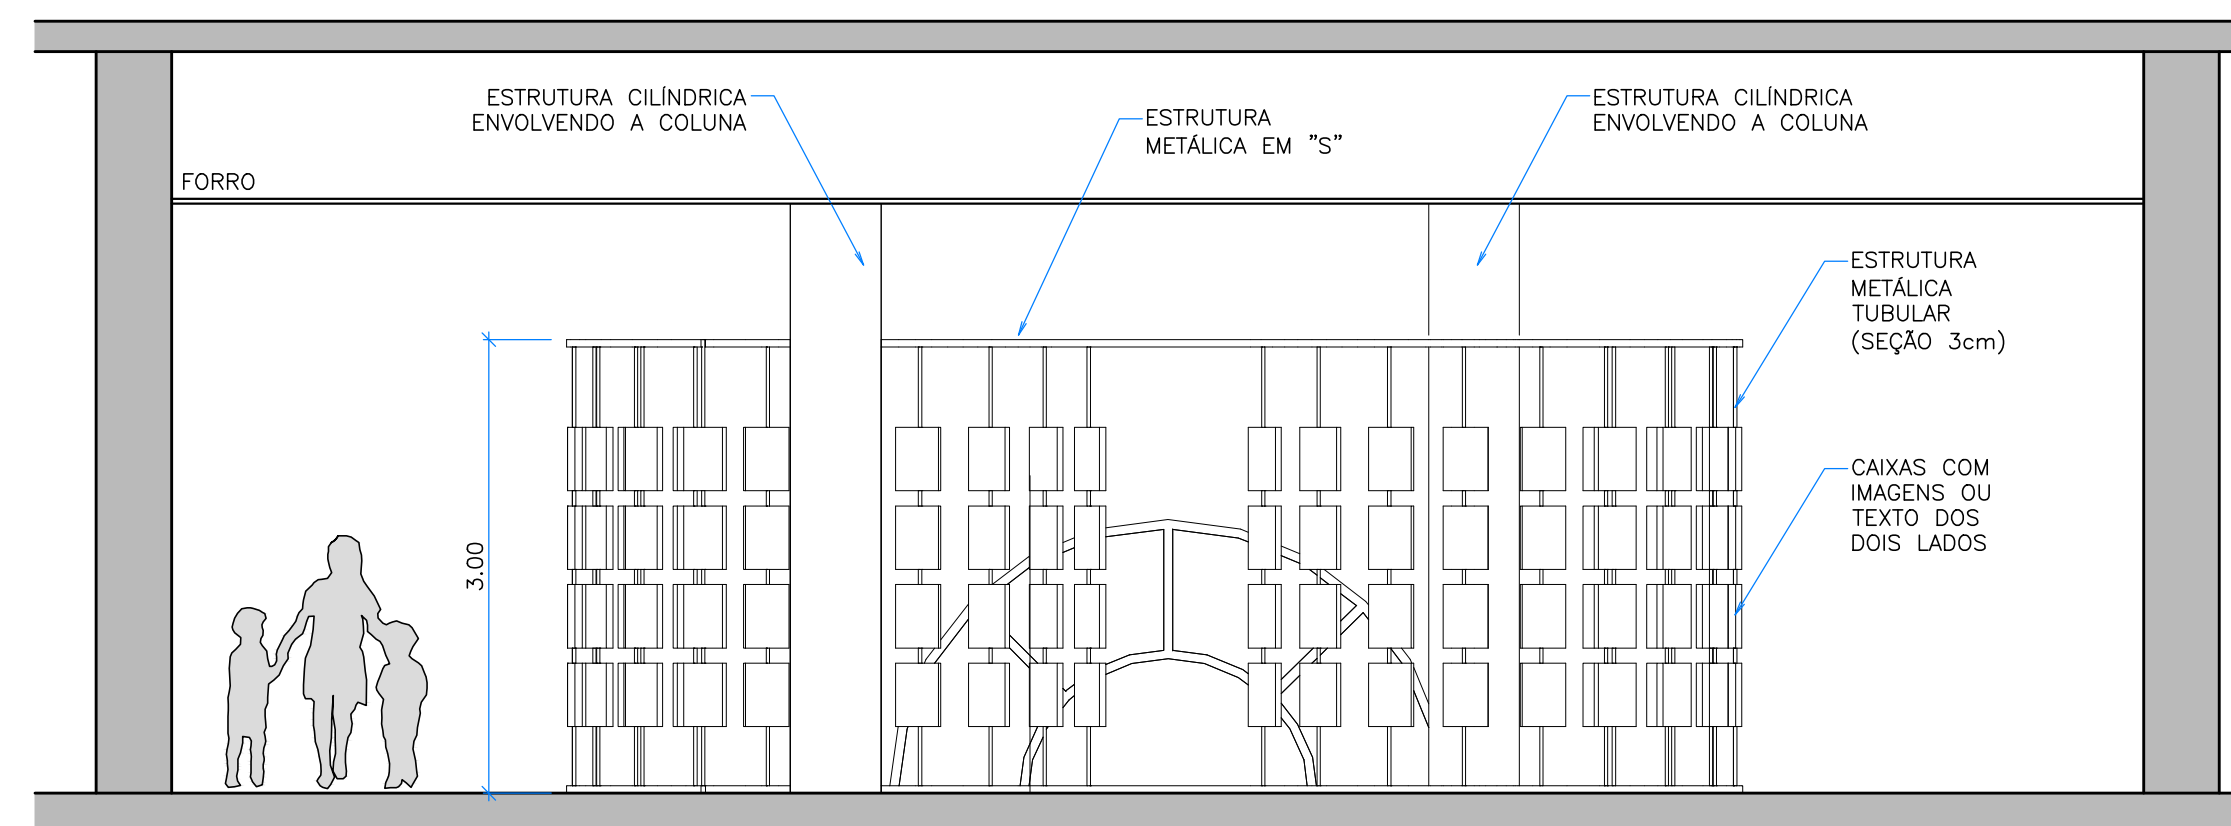 ESTRUTURA CILÍNDRICA
ENVOLVENDO A COLUNA
ESTRUTURA
METÁLICA EM "S"
ESTRUTURA CILÍNDRICA
ENVOLVENDO A COLUNA
FORRO
ESTRUTURA
METÁLICA
TUBULAR
(SEÇÃO 3cm)
CAIXAS COM
IMAGENS OU
TEXTO DOS
DOIS LADOS
3.00